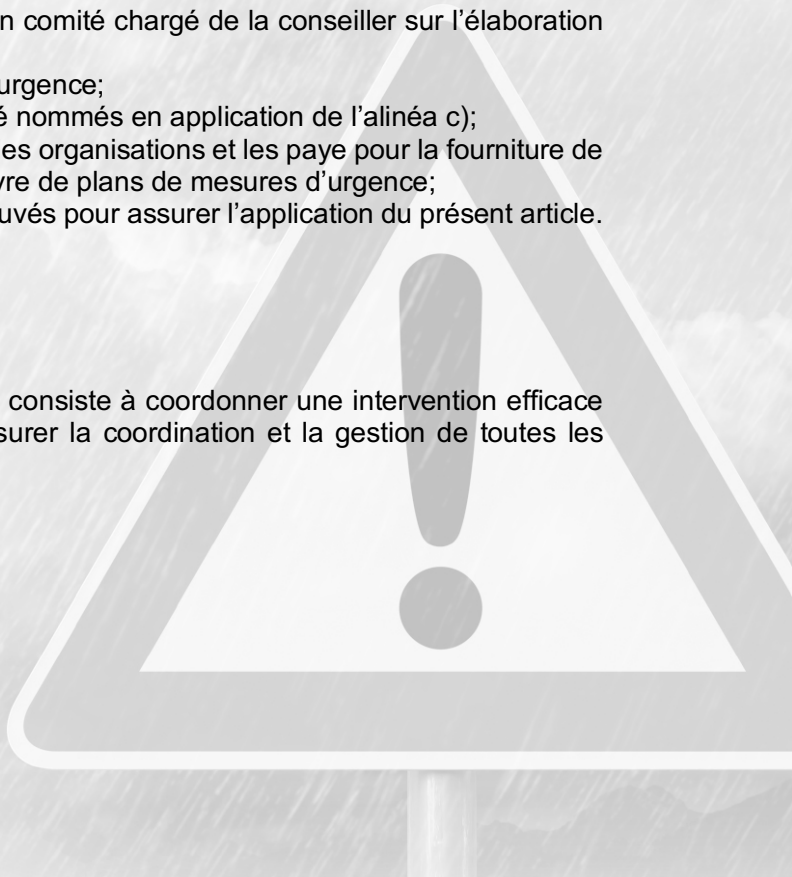 n comité chargé de la conseiller sur l’élaboration
urgence;
é nommés en application de l’alinéa c);
es organisations et les paye pour la fourniture de
vre de plans de mesures d’urgence;
uvés pour assurer l’application du présent article.
consiste à coordonner une intervention efficace
surer la coordination et la gestion de toutes les